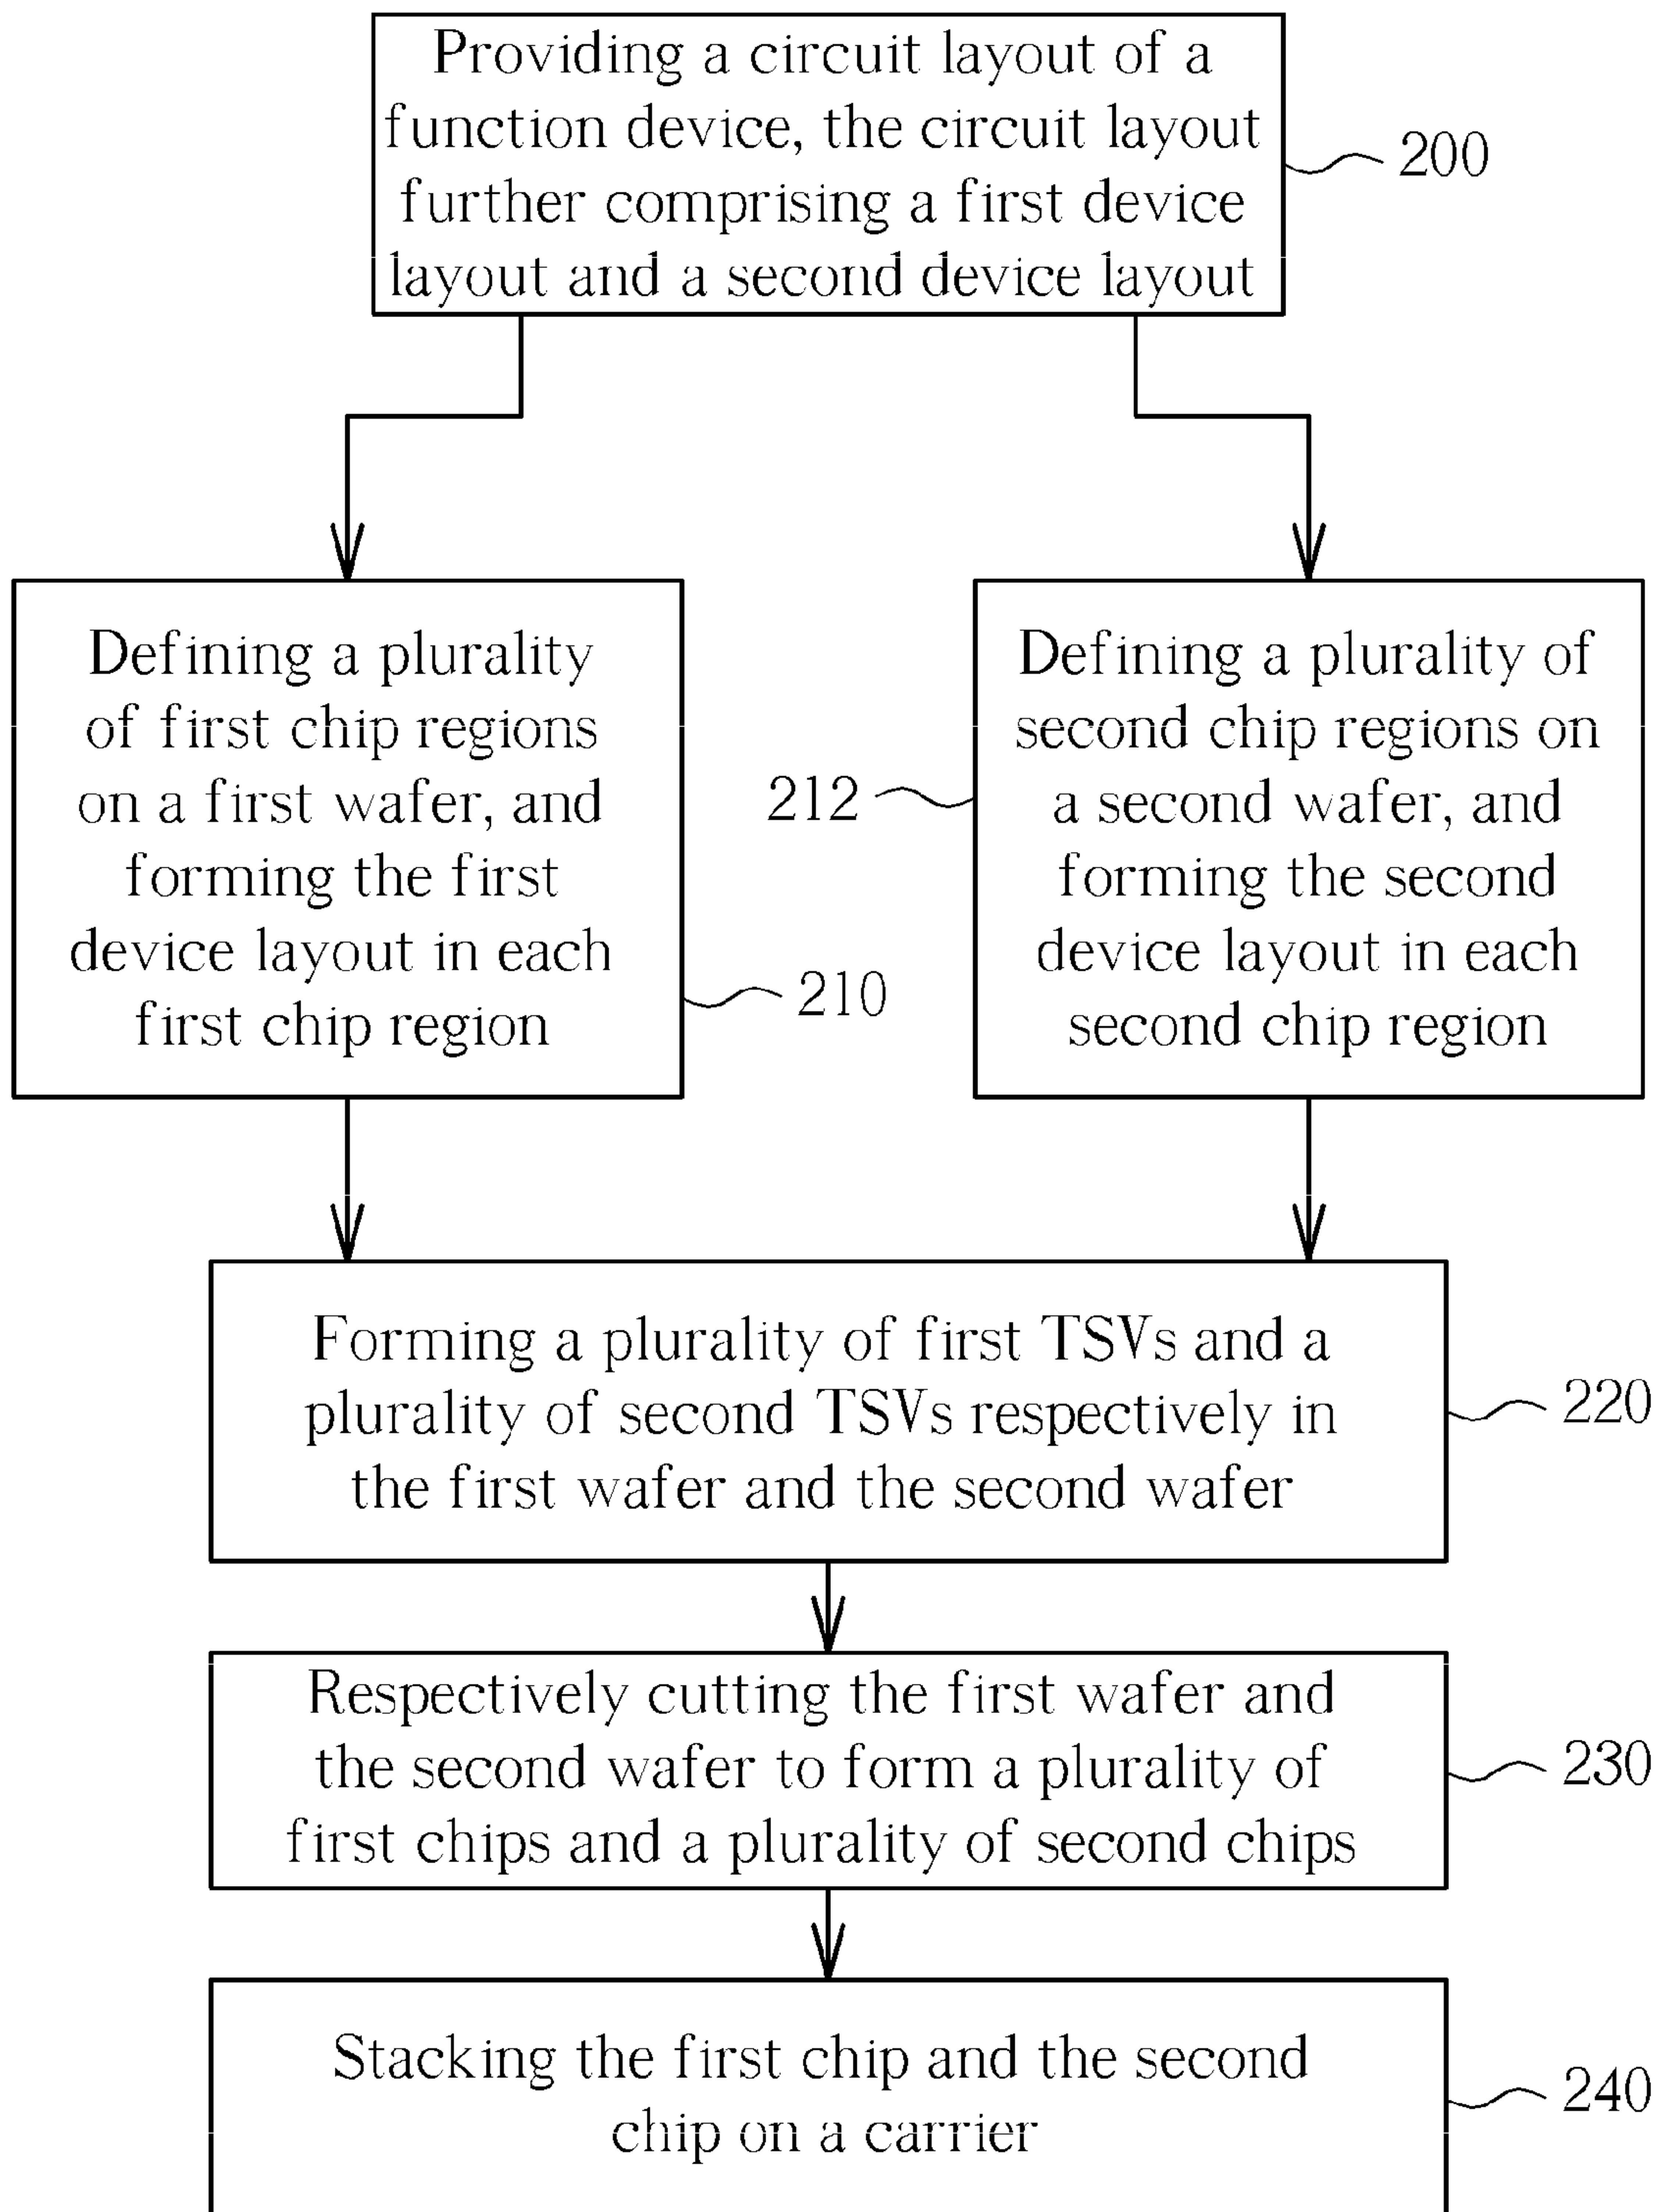 Providing a circuit layout of a
function device, the circuit layout
further comprising a first device
layout and a second device layout
200
Defining a plurality
of first chip regions
on a first wafer, and
forming the first
device layout in each
first chip region
210
Defining a plurality of
second chip regions on
a second wafer, and
forming the second
device layout in each
second chip region
212
Forming a plurality of first TSVs and a
plurality of second TSVs respectively in
the first wafer and the second wafer
220
Respectively cutting the first wafer and
the second wafer to form a plurality of
first chips and a plurality of second chips
230
Stacking the first chip and the second
chip on a carrier
240